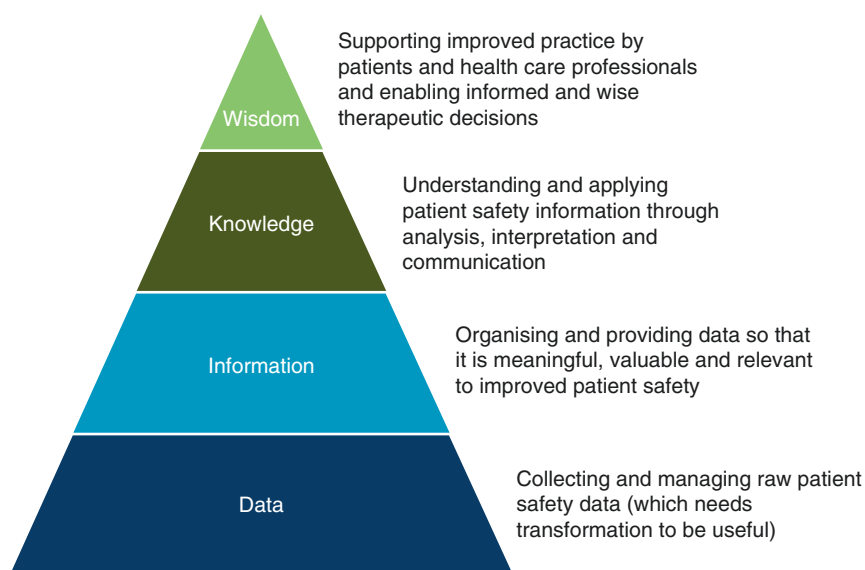 Supporting improved practice by
patients and health care professionals
and enabling informed and wise
therapeutic decisions
Wisdom
Understanding and applying
patient safety information through
analysis, interpretation and
communication
Knowledge
Organising and providing data so that
it is meaningful, valuable and relevant
to improved patient safety
Information
Collecting and managing raw patient
safety data (which needs
transformation to be useful)
Data